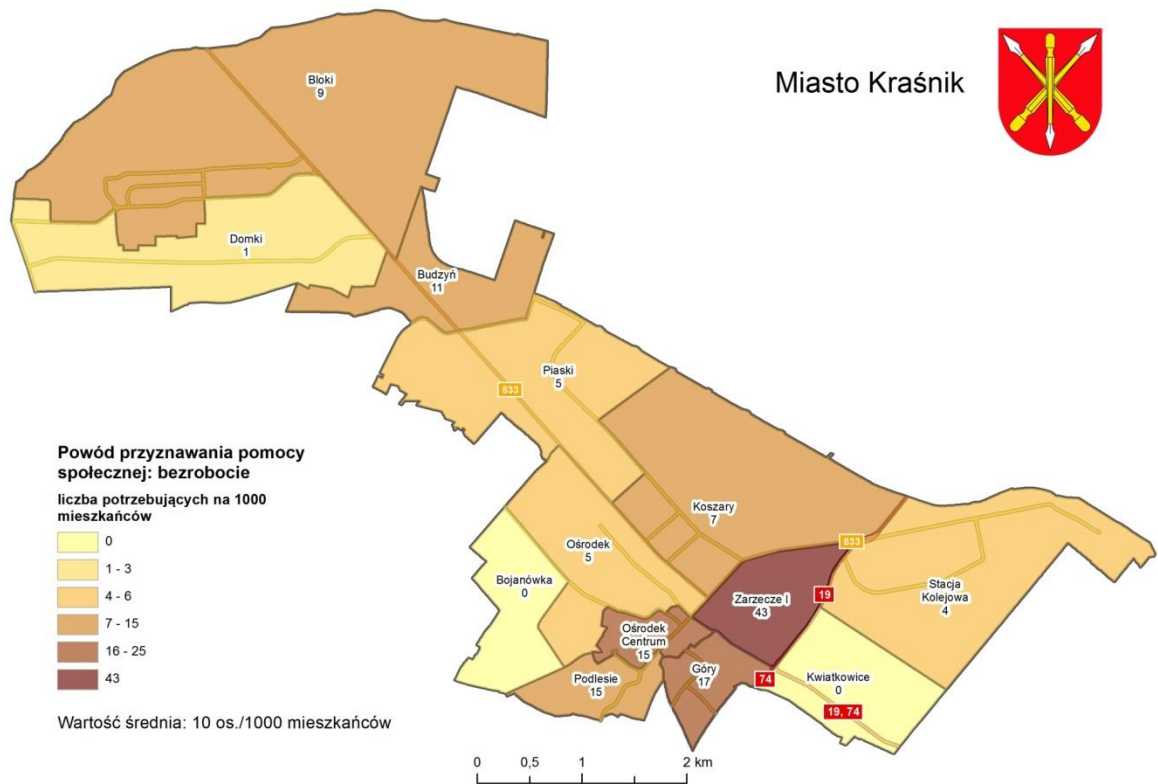 Miasto Kraśnik
Bloki
9
Domki
1
Budzyń
11
Piaski
5
833
Koszary
7
Ośrodek
5
Bojanówka
0
833
Zarzecze I
43
19
Stacja
Kolejowa
4
Ośrodek
Centrum
15
Góry
17
74
Podlesie
15
Kwiatkowice
0
19, 74
Powód przyznawania pomocy
społecznej: bezrobocie
liczba potrzebujących na 1000
mieszkańców
0
1 - 3
4 - 6
7 - 15
16 - 25
43
Wartość średnia: 10 os./1000 mieszkańców
0 0,5 1 2 km